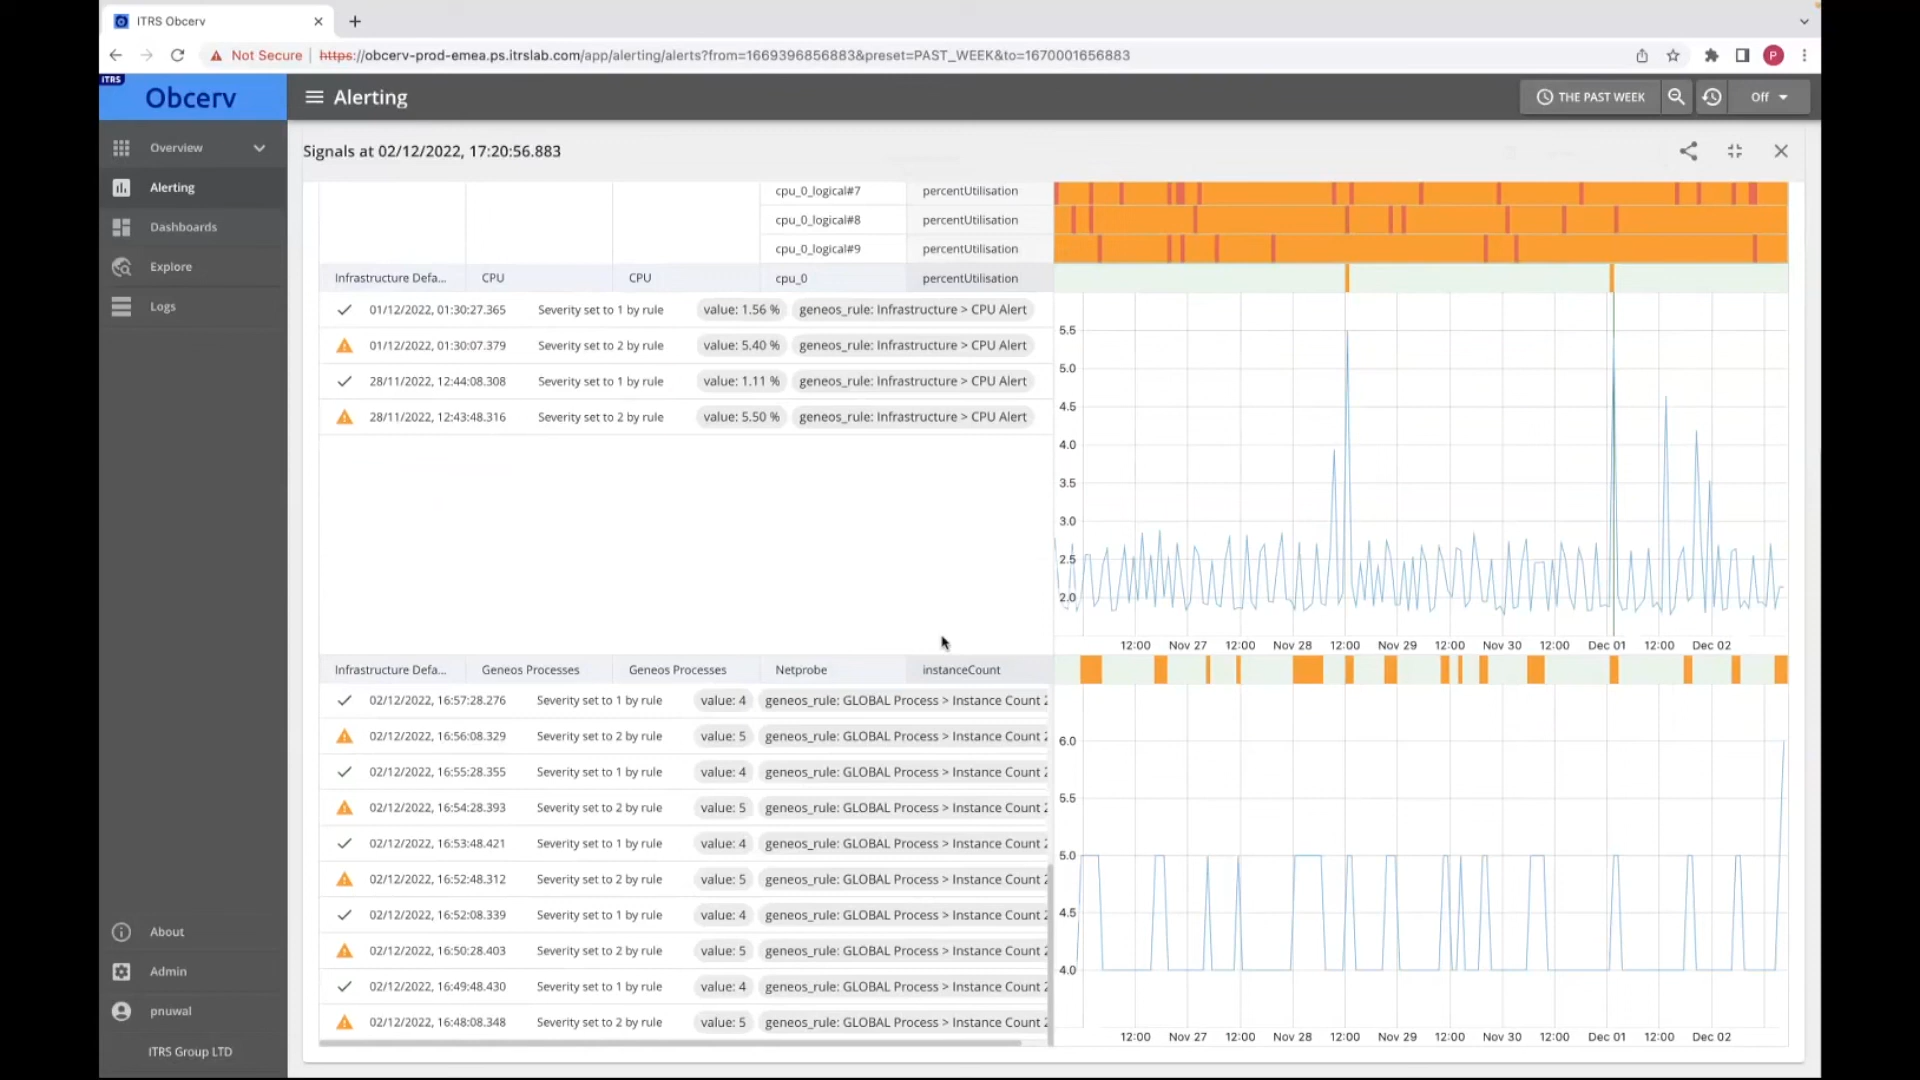 ITRS Obcerv
Not Secure https://obcerv-prod-emea.ps.itrslab.com/app/alerting/alerts?from=1669396856883&preset=PAST_WEEK&to=1670001656883 P
ITRS
Obcerv
Alerting
THE PAST WEEK
Off
Overview
Alerting
Dashboards
Explore
Logs
About
Admin
pnuwal
ITRS Group LTD
Signals at 02/12/2022, 17:20:56.883
cpu_0_logical#7 percentUtilisation
cpu_0_logical#8 percentUtilisation
cpu_0_logical#9 percentUtilisation
Infrastructure Defa... CPU CPU cpu_0 percentUtilisation
01/12/2022, 01:30:27.365 Severity set to 1 by rule value: 1.56 % geneos_rule: Infrastructure > CPU Alert
01/12/2022, 01:30:07.379 Severity set to 2 by rule value: 5.40 % geneos_rule: Infrastructure > CPU Alert
28/11/2022, 12:44:08.308 Severity set to 1 by rule value: 1.11 % geneos_rule: Infrastructure > CPU Alert
28/11/2022, 12:43:48.316 Severity set to 2 by rule value: 5.50 % geneos_rule: Infrastructure > CPU Alert
5.5
5.0
4.5
4.0
3.5
3.0
2.5
2.0
12:00 Nov 27 12:00 Nov 28 12:00 Nov 29 12:00 Nov 30 12:00 Dec 01 12:00 Dec 02
Infrastructure Defa... Geneos Processes Geneos Processes Netprobe instanceCount
02/12/2022, 16:57:28.276 Severity set to 1 by rule value: 4 geneos_rule: GLOBAL Process > Instance Count
02/12/2022, 16:56:08.329 Severity set to 2 by rule value: 5 geneos_rule: GLOBAL Process > Instance Count
02/12/2022, 16:55:28.355 Severity set to 1 by rule value: 4 geneos_rule: GLOBAL Process > Instance Count
02/12/2022, 16:54:28.393 Severity set to 2 by rule value: 5 geneos_rule: GLOBAL Process > Instance Count
02/12/2022, 16:53:48.421 Severity set to 1 by rule value: 4 geneos_rule: GLOBAL Process > Instance Count
02/12/2022, 16:52:48.312 Severity set to 2 by rule value: 5 geneos_rule: GLOBAL Process > Instance Count
02/12/2022, 16:52:08.339 Severity set to 1 by rule value: 4 geneos_rule: GLOBAL Process > Instance Count
02/12/2022, 16:50:28.403 Severity set to 2 by rule value: 5 geneos_rule: GLOBAL Process > Instance Count
02/12/2022, 16:49:48.430 Severity set to 1 by rule value: 4 geneos_rule: GLOBAL Process > Instance Count
02/12/2022, 16:48:08.348 Severity set to 2 by rule value: 5 geneos_rule: GLOBAL Process > Instance Count
6.0
5.5
5.0
4.5
4.0
12:00 Nov 27 12:00 Nov 28 12:00 Nov 29 12:00 Nov 30 12:00 Dec 01 12:00 Dec 02